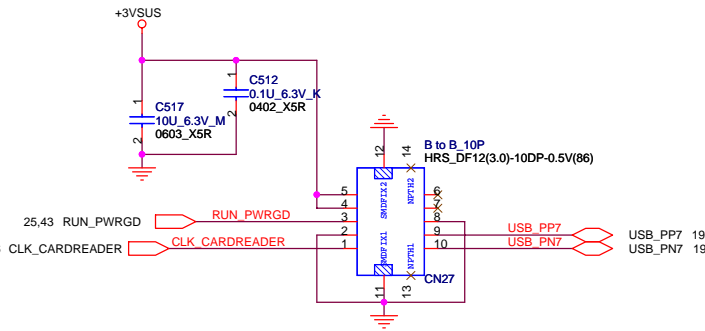 +3VSUS
1
C512
0.1U_6.3V_K
0402_X5R
2
1
C517
10U_6.3V_M
0603_X5R
2
B to B_10P
HRS_DF12(3.0)-10DP-0.5V(86)
12
14
SMDFIX2
NPTH2
5
4
3
2
1
6
7
8
9
10
25,43 RUN_PWRGD
RUN_PWRGD
CLK_CARDREADER
CLK_CARDREADER
USB_PP7
USB_PN7
USB_PP7 19
USB_PN7 19
SMDFIX1
NPTH1
CN27
11
13